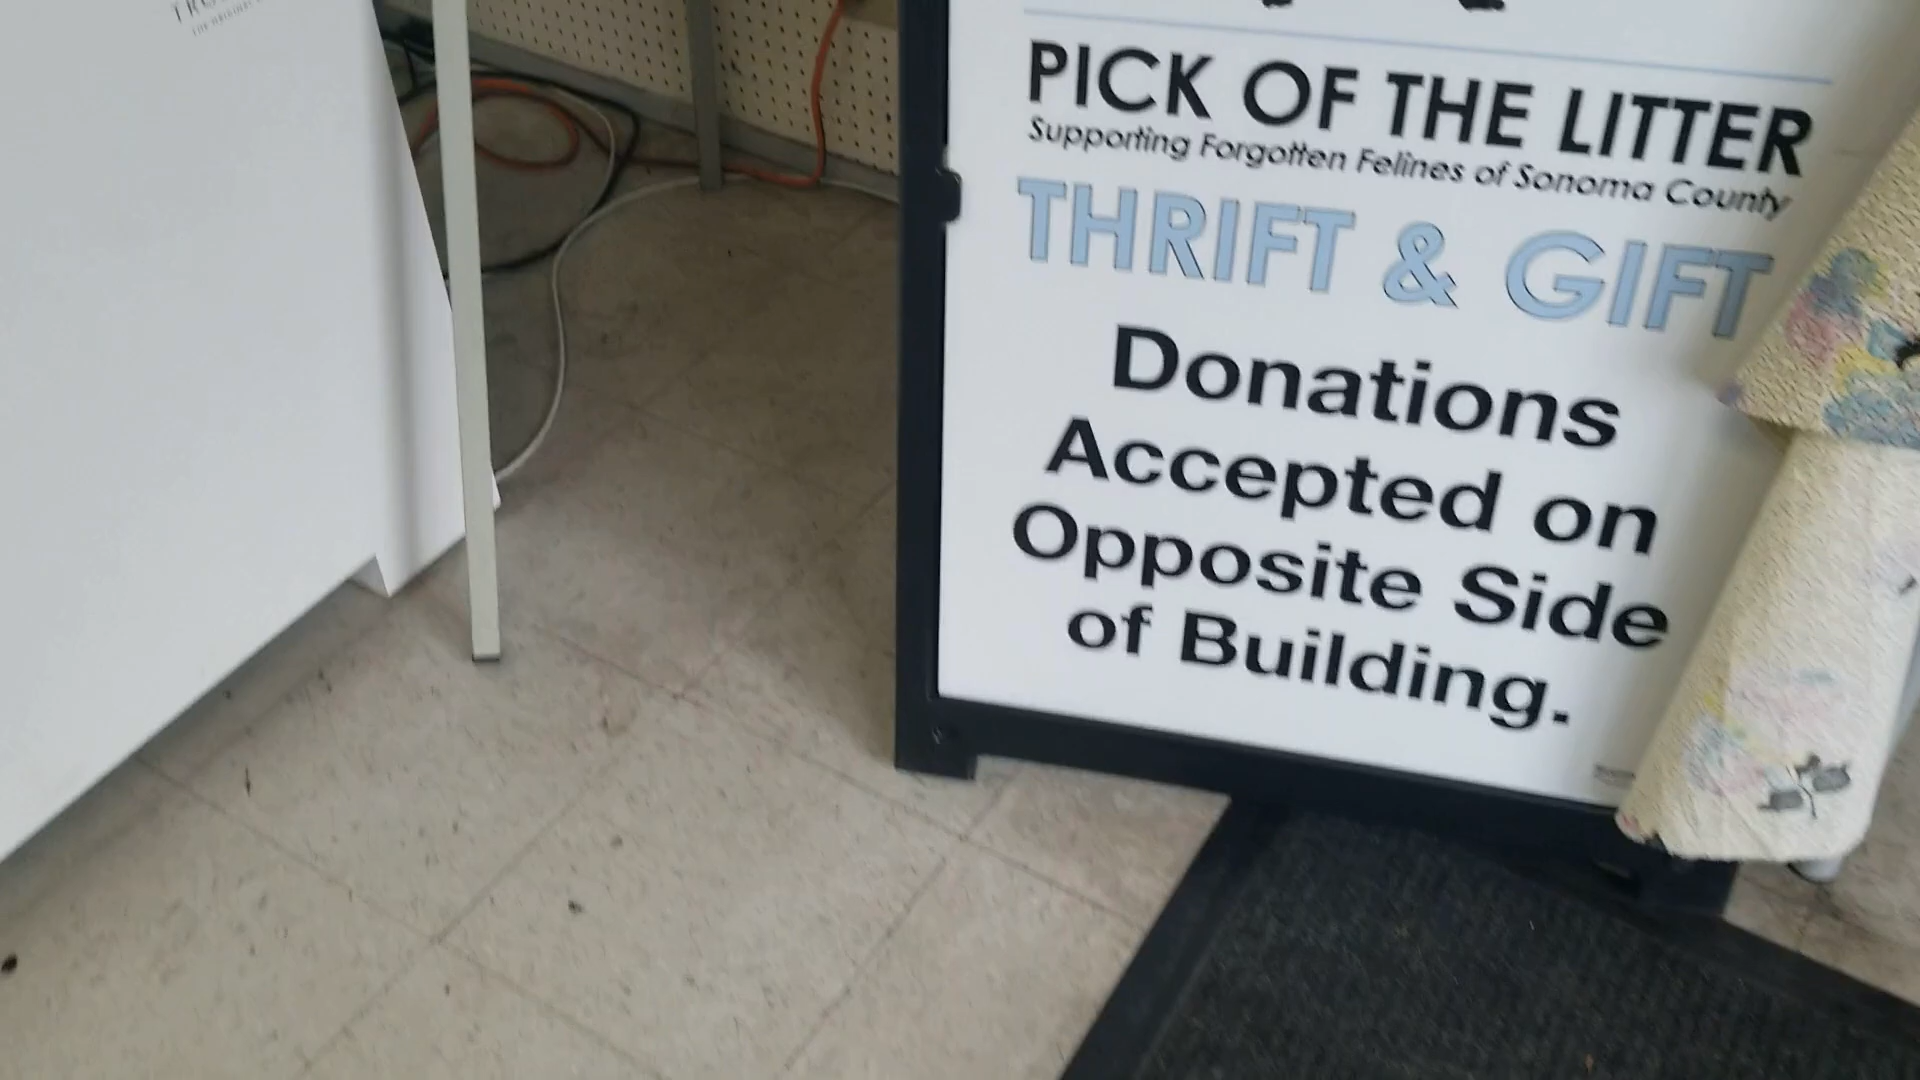 PICK OF THE LITTER
Supporting Forgotten Felines of Sonoma County
THRIFT & GIFT
Donations
Accepted on
Opposite Side
of Building.